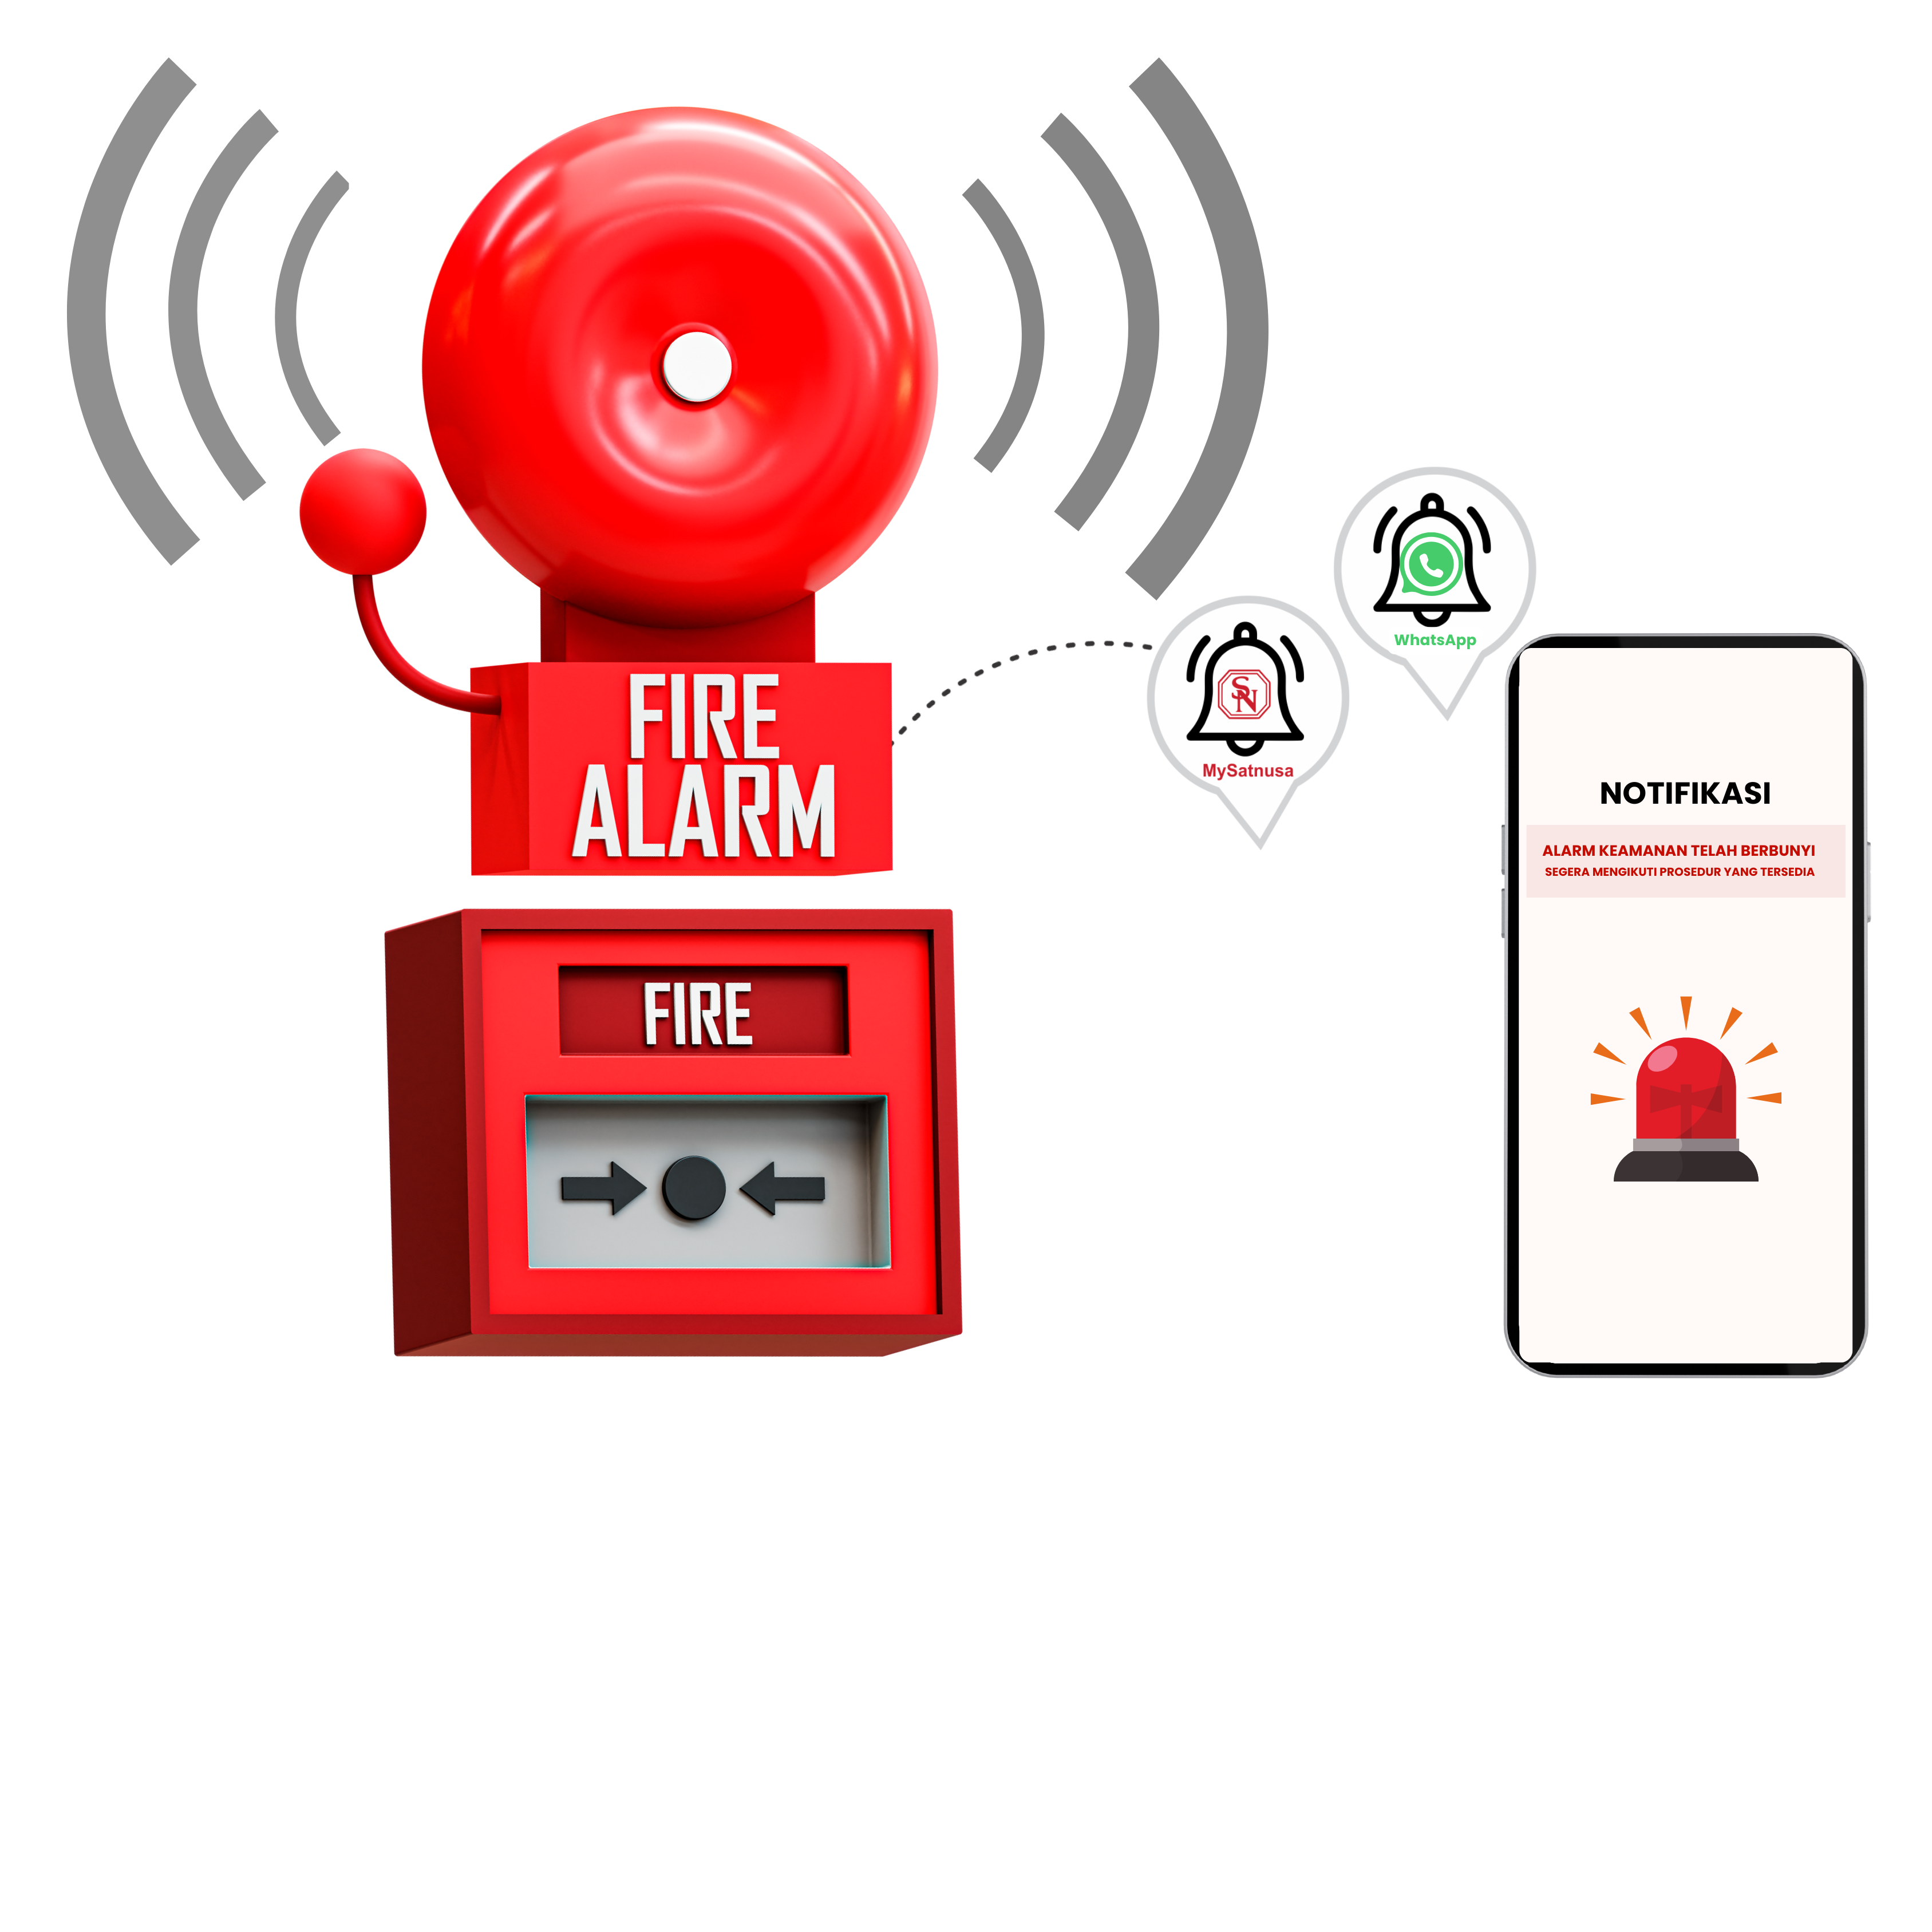 FIRE
ALARM
FIRE
SN
MySatnusa
WhatsApp
NOTIFIKASI
ALARM KEAMANAN TELAH BERBUNYI
SEGERA MENGIKUTI PROSEDUR YANG TERSEDIA